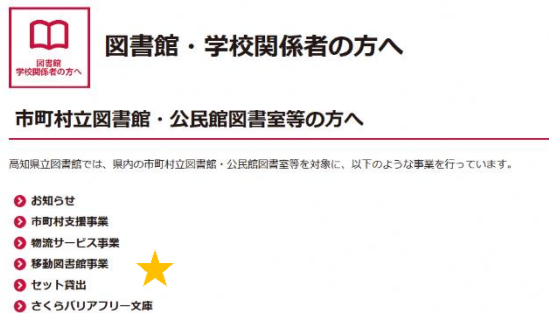 図書館
学校関係者の方へ
図書館・学校関係者の方へ
市町村立図書館・公民館図書室等の方へ
高知県立図書館では、県内の市町村立図書館・公民館図書室等を対象に、以下のような事業を行っています。
お知らせ
市町村支援事業
物流サービス事業
移動図書館事業
セット貸出
さくらバリアフリー文庫